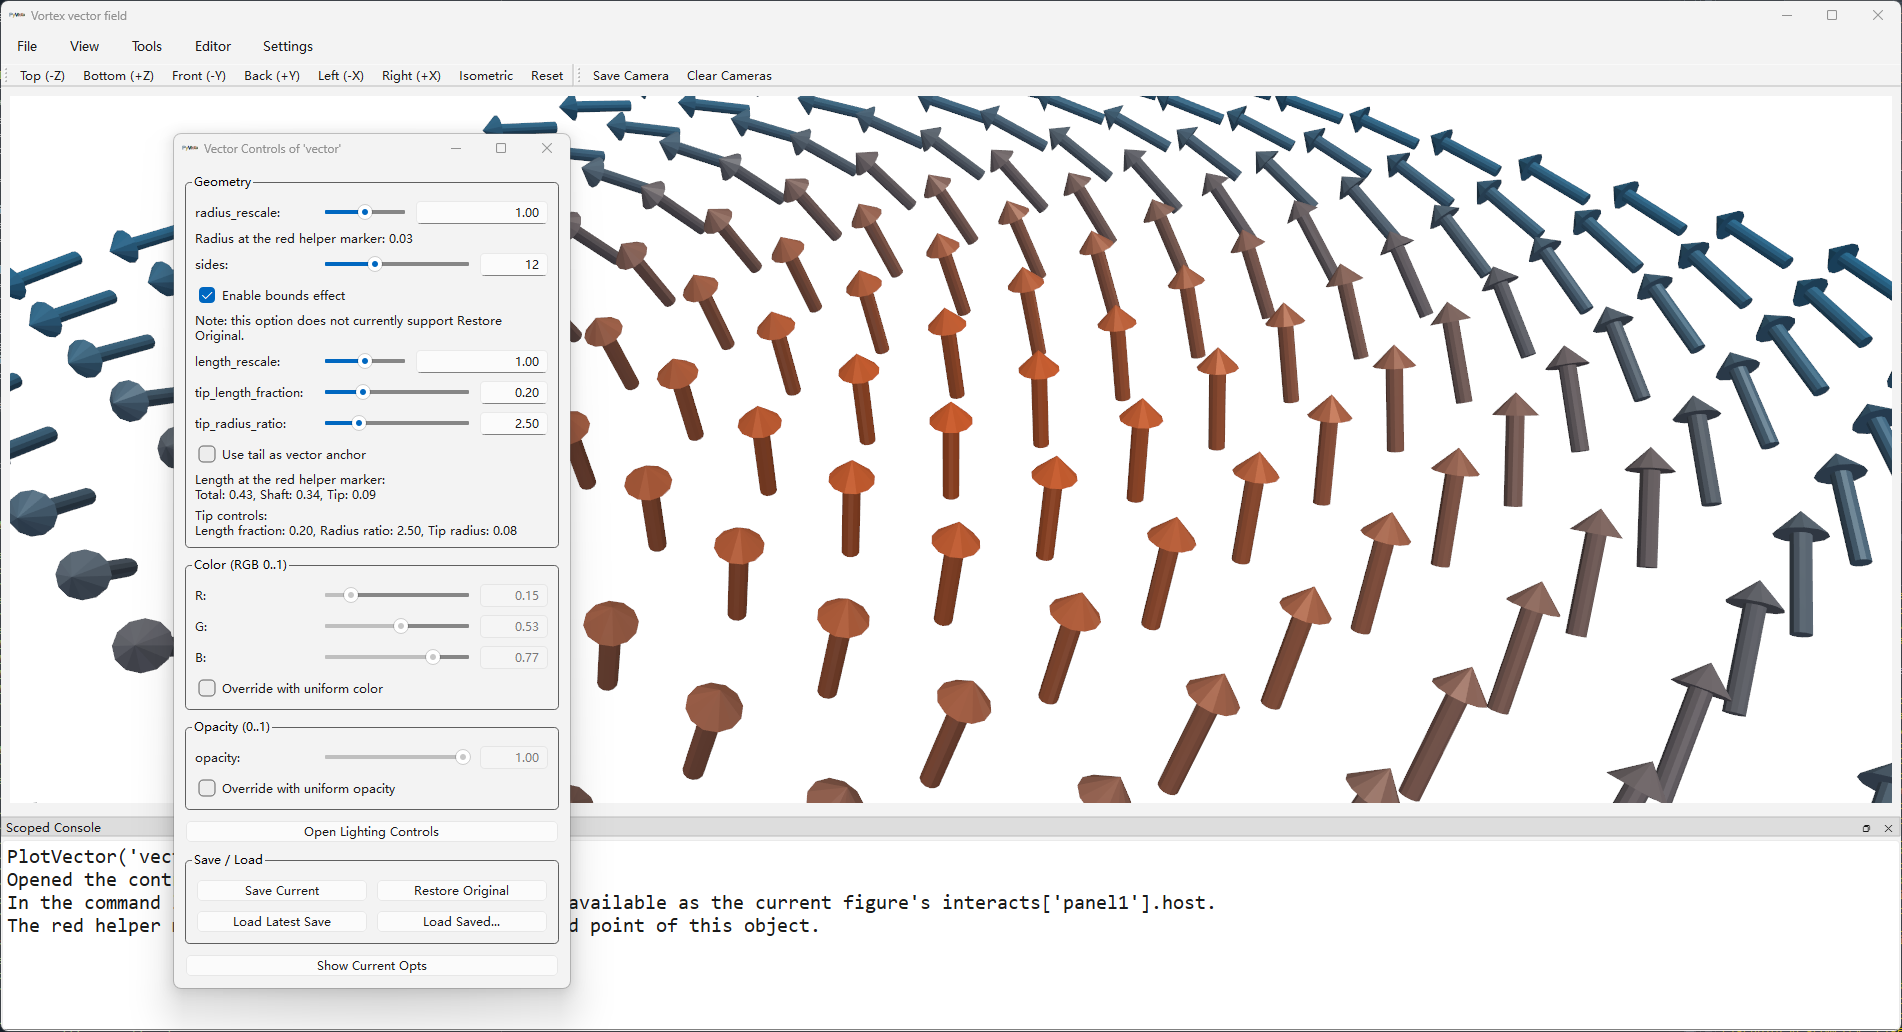 Vortex vector field
File View Tools Editor Settings
Top (-Z) Bottom (+Z) Front (-Y) Back (+Y) Left (-X) Right (+X) Isometric Reset Save Camera Clear Cameras
Vector Controls of 'vector'
Geometry
radius_rescale: 1.00
Radius at the red helper marker: 0.03
sides: 12
Enable bounds effect
Note: this option does not currently support Restore
Original.
length_rescale: 1.00
tip_length_fraction: 0.20
tip_radius_ratio: 2.50
Use tail as vector anchor
Length at the red helper marker:
Total: 0.43, Shaft: 0.34, Tip: 0.09
Tip controls:
Length fraction: 0.20, Radius ratio: 2.50, Tip radius: 0.08
Color (RGB 0..1)
R: 0.15
G: 0.53
B: 0.77
Override with uniform color
Opacity (0..1)
opacity: 1.00
Override with uniform opacity
Open Lighting Controls
Save / Load
Save Current Restore Original
Load Latest Save Load Saved...
Show Current Opts
Scoped Console
PlotVector('vec
Opened the cont
In the command available as the current figure's interacts['panel1'].host.
The red helper point of this object.